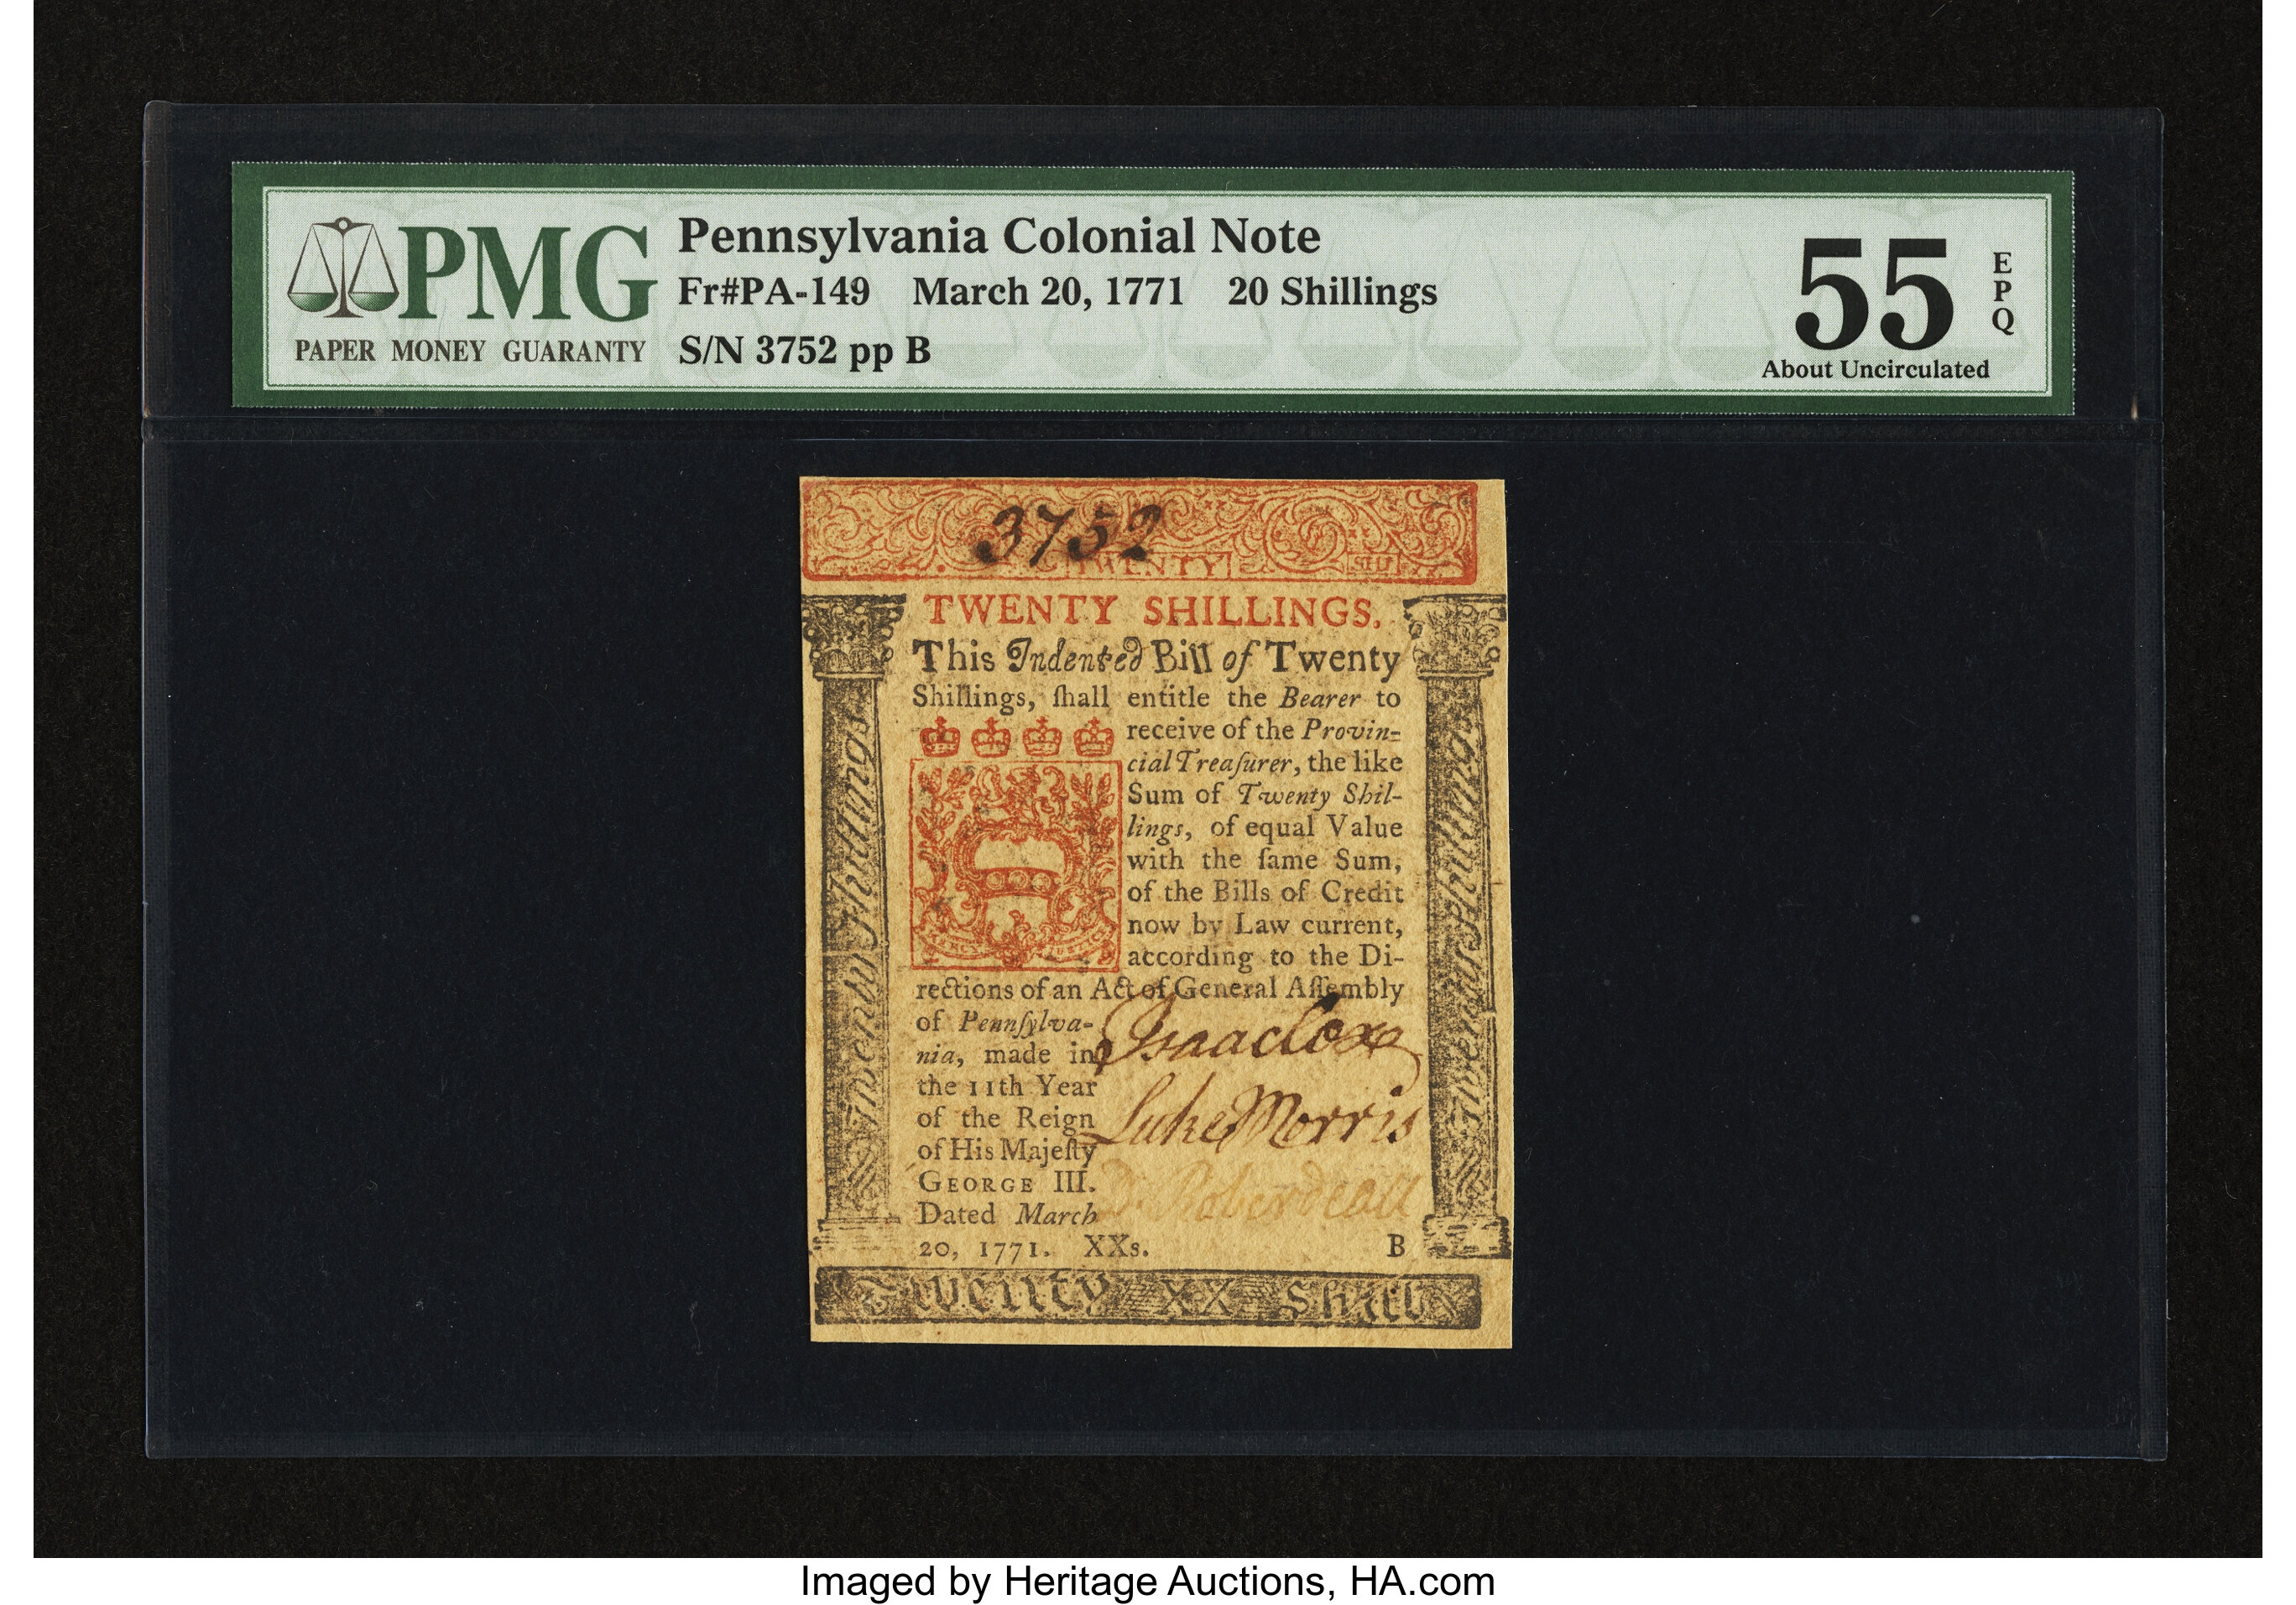 PMG
PAPER MONEY GUARANTY
Pennsylvania Colonial Note
Fr#PA-149 March 20, 1771 20 Shillings
S/N 3752 pp B
55
EPQ
About Uncirculated
3752
TWENTY SHIL
TWENTY SHILLINGS.
This Indented Bill of Twenty
Shillings, ſhall entitle the Bearer to
receive of the Provin-
cial Treaſurer, the like
Sum of Twenty Shil-
lings, of equal Value
with the ſame Sum,
of the Bills of Credit
now by Law current,
according to the Di-
rections of an Act of General Aſſembly
of Pennſylva-
nia, made in
the 11th Year
of the Reign
of His Majeſty
GEORGE III.
Dated March
20, 1771. XXs. B
Isaac Cox
Luke Morris
D. Roberdeau
Twenty Shillings
Twenty Shillings
Twenty XX Shill
Imaged by Heritage Auctions, HA.com